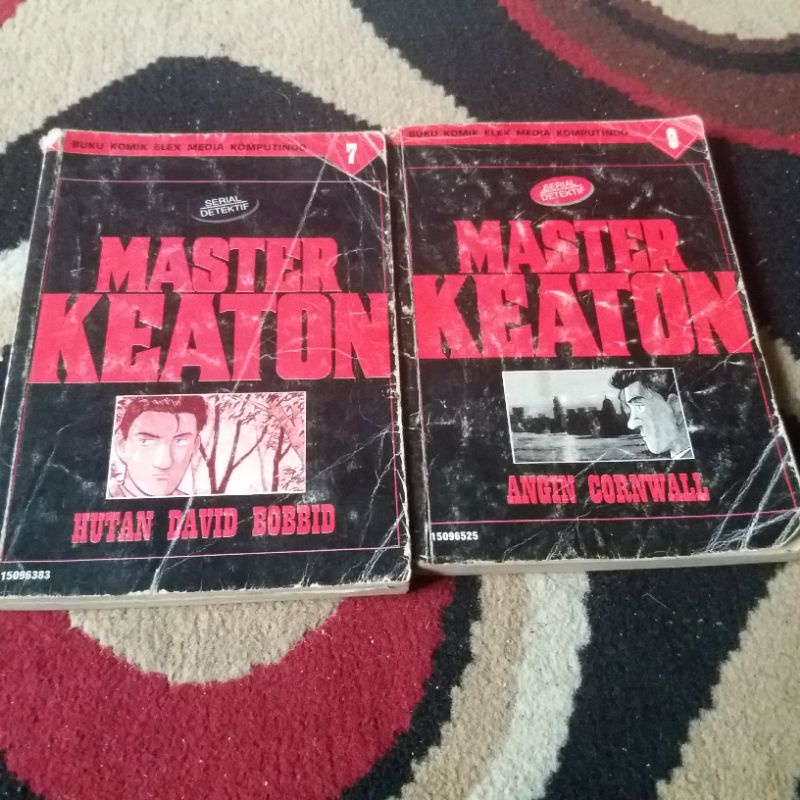 BUKU KOMIK ELEX MEDIA KOMPUTINDO
7
SERIAL
DETEKTIF
MASTER
KEATON
HUTAN DAVID BOBBID
15096383
BUKU KOMIK ELEX MEDIA KOMPUTINDO
SERIAL
DETEKTIF
MASTER
KEATON
ANGIN CORNWALL
15096525